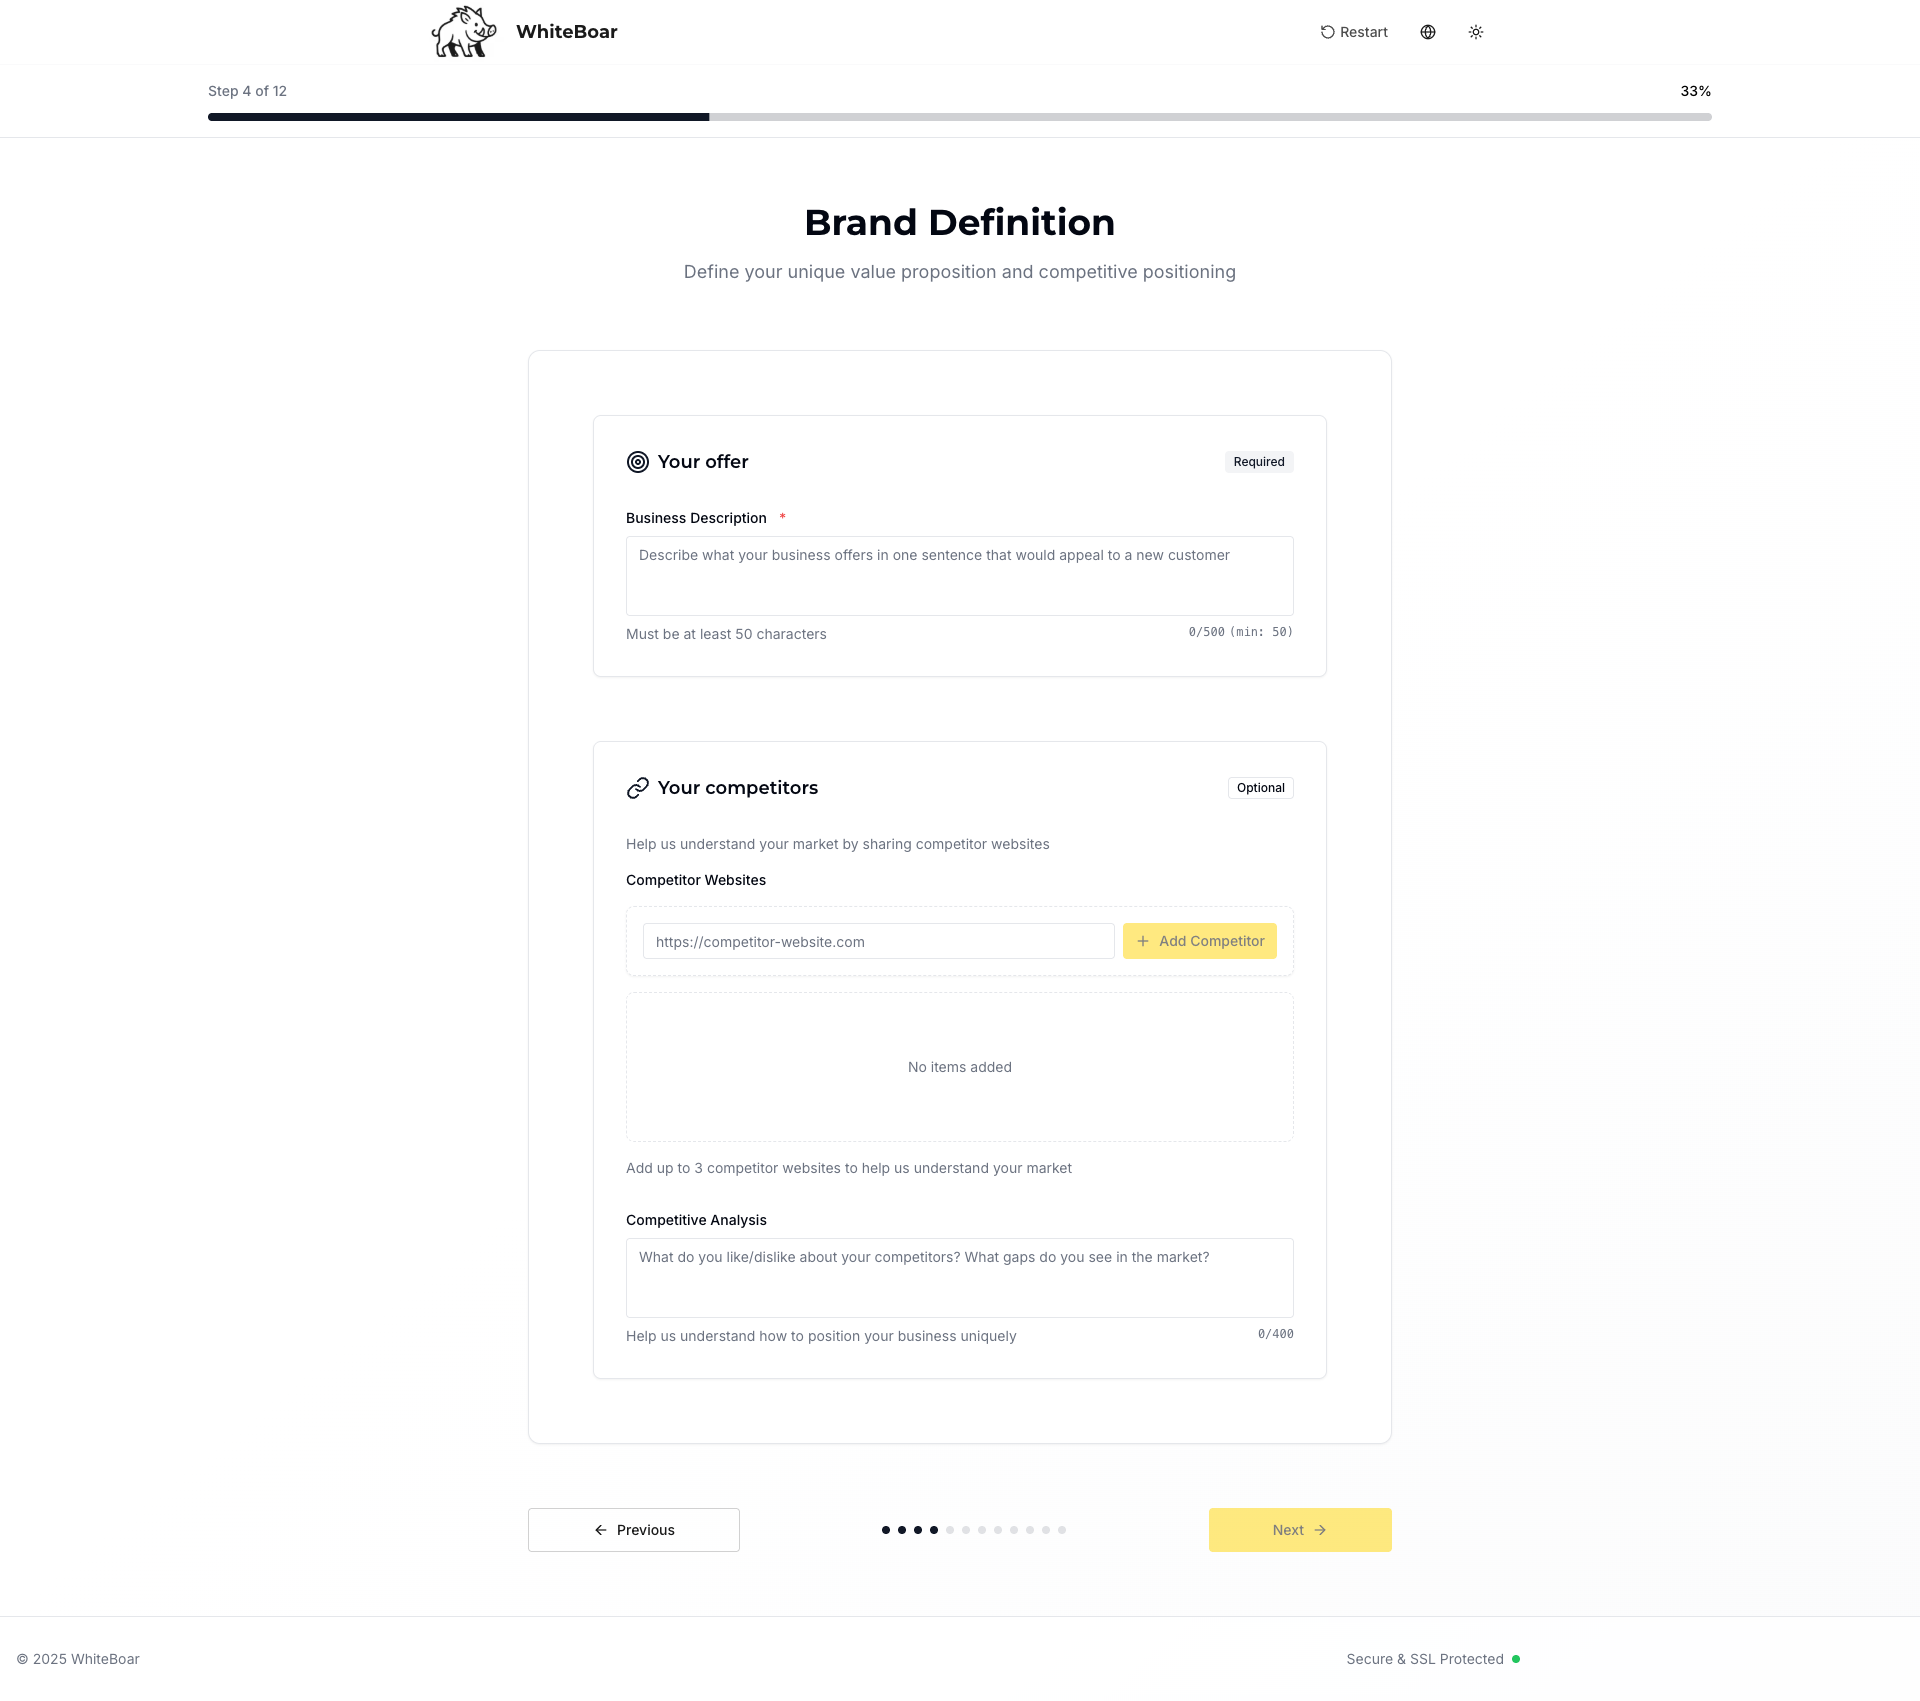 WhiteBoar
Restart
Step 4 of 12
33%
Brand Definition
Define your unique value proposition and competitive positioning
Your offer
Required
Business Description *
Describe what your business offers in one sentence that would appeal to a new customer
Must be at least 50 characters
0/500 (min: 50)
Your competitors
Optional
Help us understand your market by sharing competitor websites
Competitor Websites
https://competitor-website.com
Add Competitor
No items added
Add up to 3 competitor websites to help us understand your market
Competitive Analysis
What do you like/dislike about your competitors? What gaps do you see in the market?
Help us understand how to position your business uniquely
0/400
Previous
Next
© 2025 WhiteBoar
Secure & SSL Protected